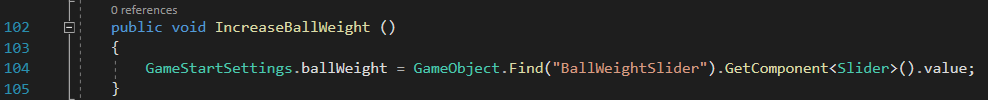 0 references
102 public void IncreaseBallWeight ()
103 {
104 GameStartSettings.ballWeight = GameObject.Find("BallWeightSlider").GetComponent<Slider>().value;
105 }